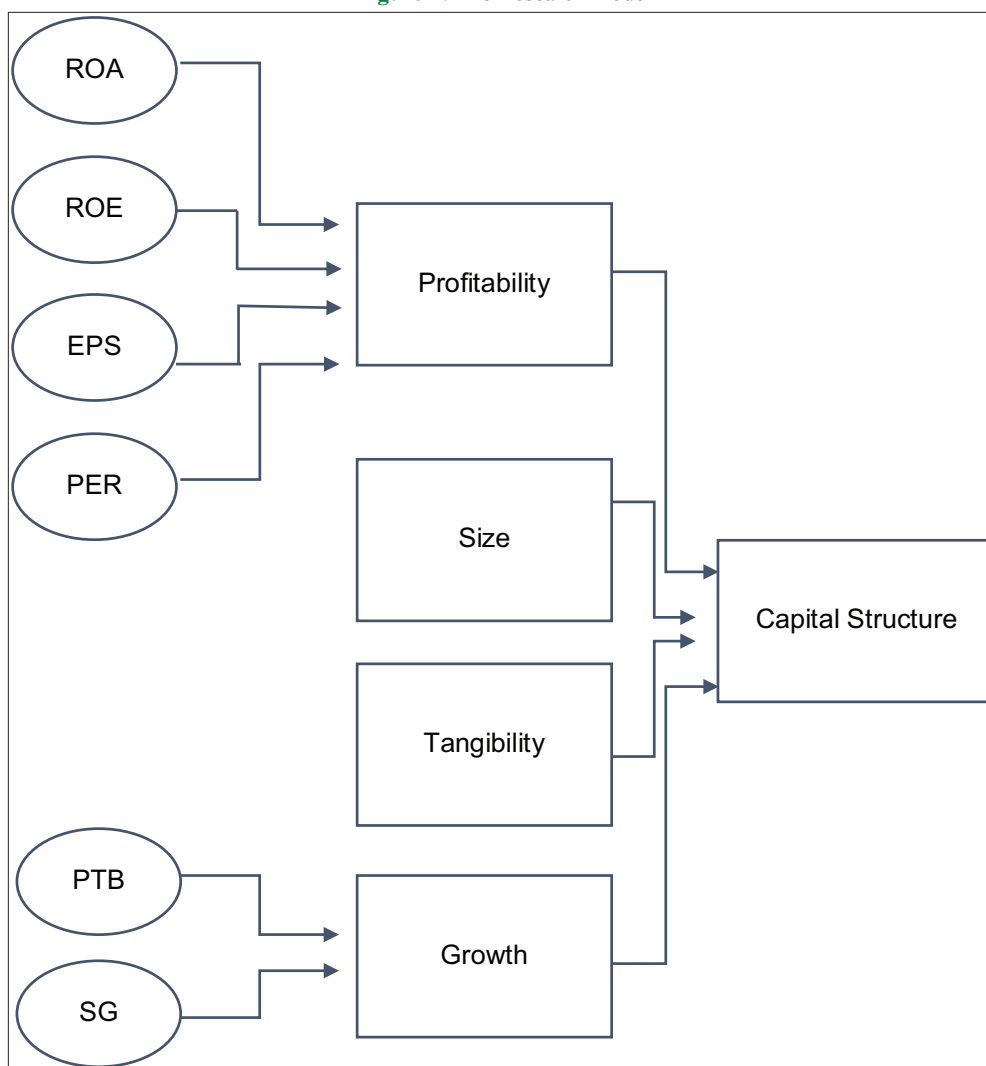 ROA
ROE
Profitability
EPS
PER
Size
Capital Structure
Tangibility
PTB
Growth
SG